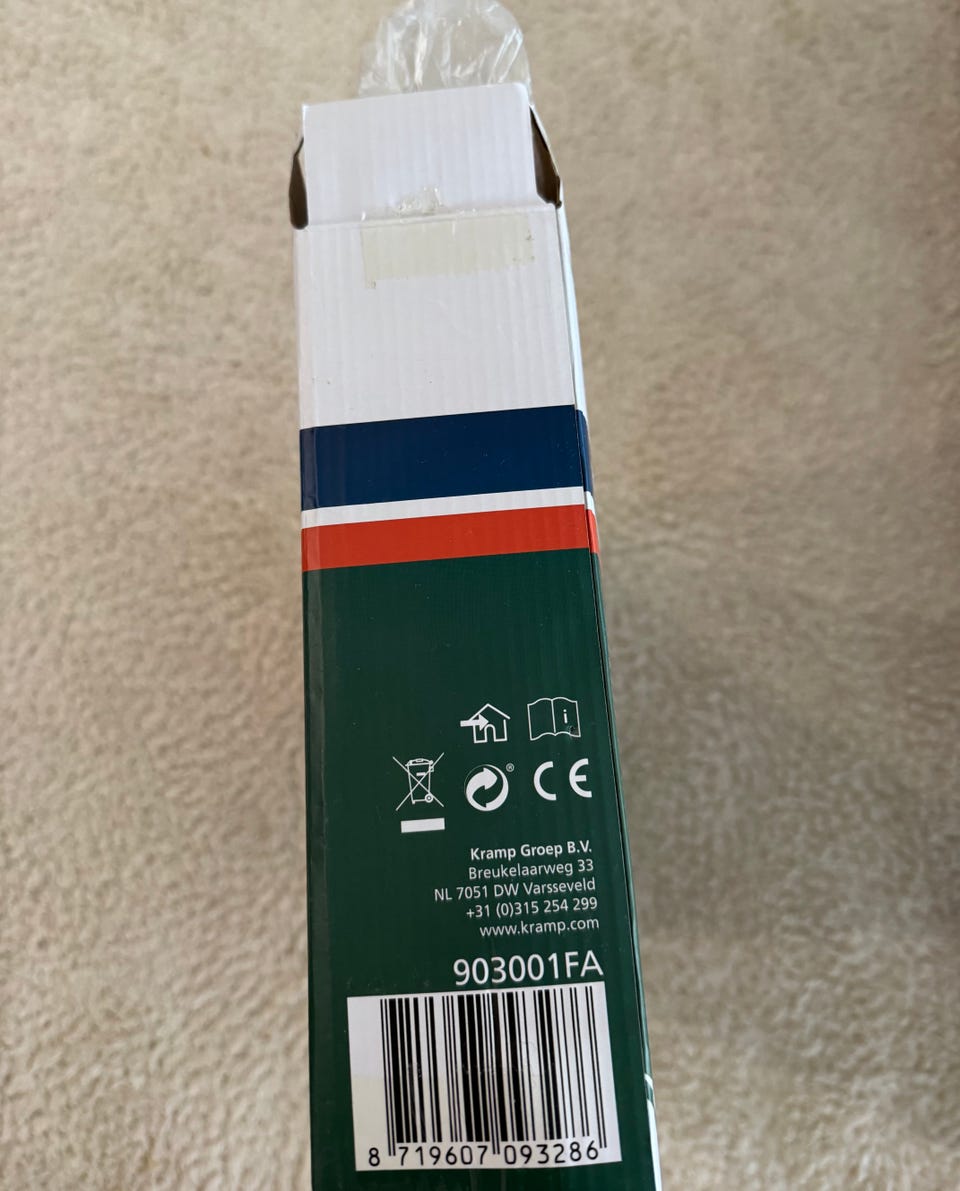 i
®
CE
Kramp Groep B.V.
Breukelaarweg 33
NL 7051 DW Varsseveld
+31 (0)315 254 299
www.kramp.com
903001FA
8 719607 093286